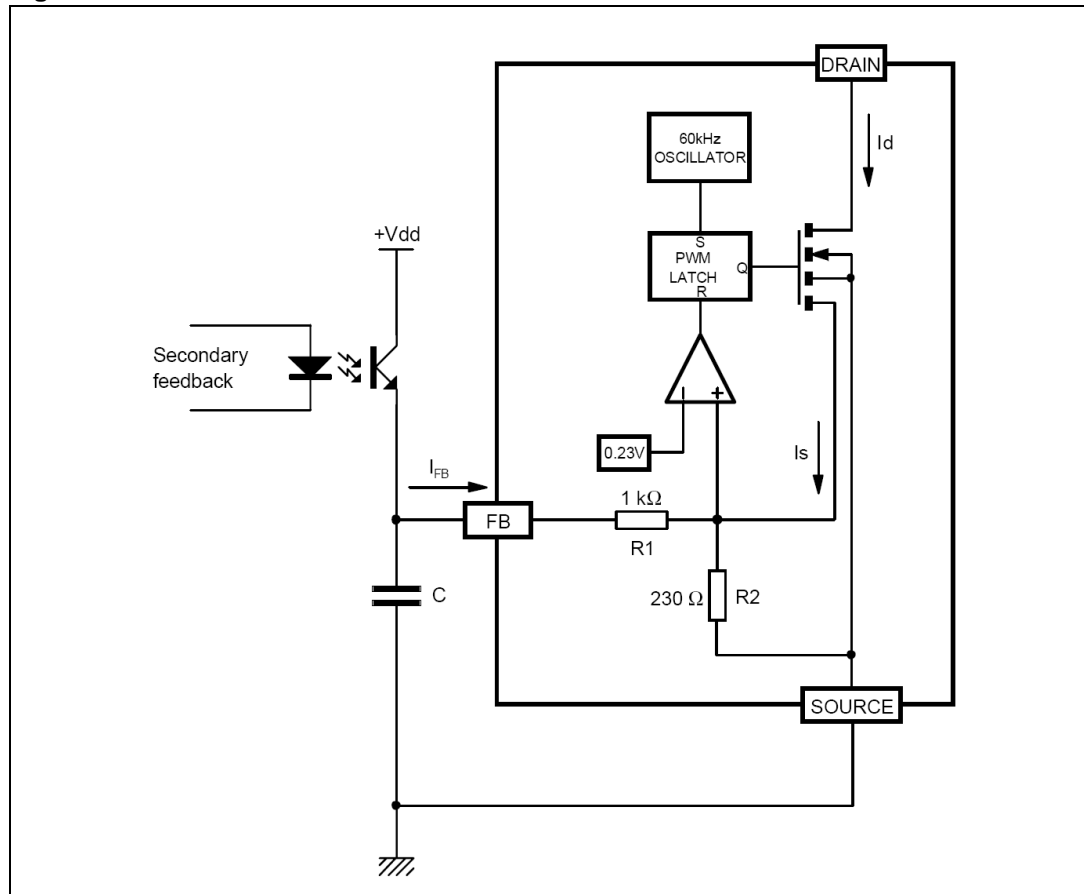 DRAIN
60kHz
OSCILLATOR
Id
+Vdd
S
PWM
LATCH
Q
R
Secondary
feedback
- +
0.23V
Is
IFB
1 kΩ
FB
R1
C
230 Ω
R2
SOURCE